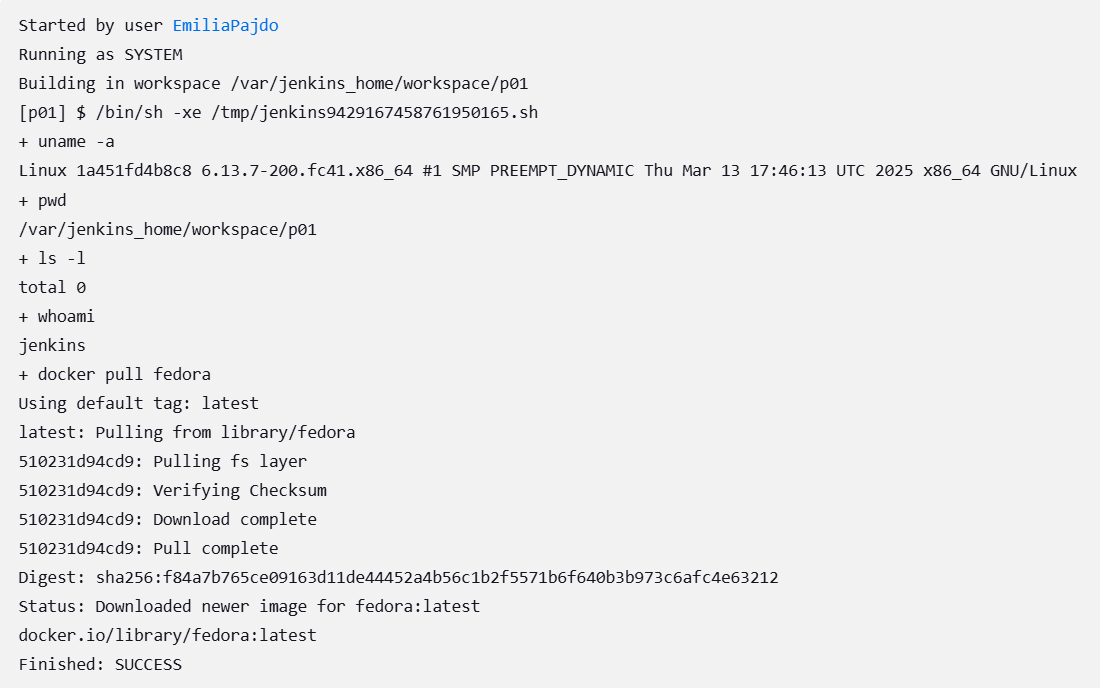 Started by user EmiliaPajdo
Running as SYSTEM
Building in workspace /var/jenkins_home/workspace/p01
[p01] $ /bin/sh -xe /tmp/jenkins9429167458761950165.sh
+ uname -a
Linux 1a451fd4b8c8 6.13.7-200.fc41.x86_64 #1 SMP PREEMPT_DYNAMIC Thu Mar 13 17:46:13 UTC 2025 x86_64 GNU/Linux
+ pwd
/var/jenkins_home/workspace/p01
+ ls -l
total 0
+ whoami
jenkins
+ docker pull fedora
Using default tag: latest
latest: Pulling from library/fedora
510231d94cd9: Pulling fs layer
510231d94cd9: Verifying Checksum
510231d94cd9: Download complete
510231d94cd9: Pull complete
Digest: sha256:f84a7b765ce09163d11de44452a4b56c1b2f5571b6f640b3b973c6afc4e63212
Status: Downloaded newer image for fedora:latest
docker.io/library/fedora:latest
Finished: SUCCESS